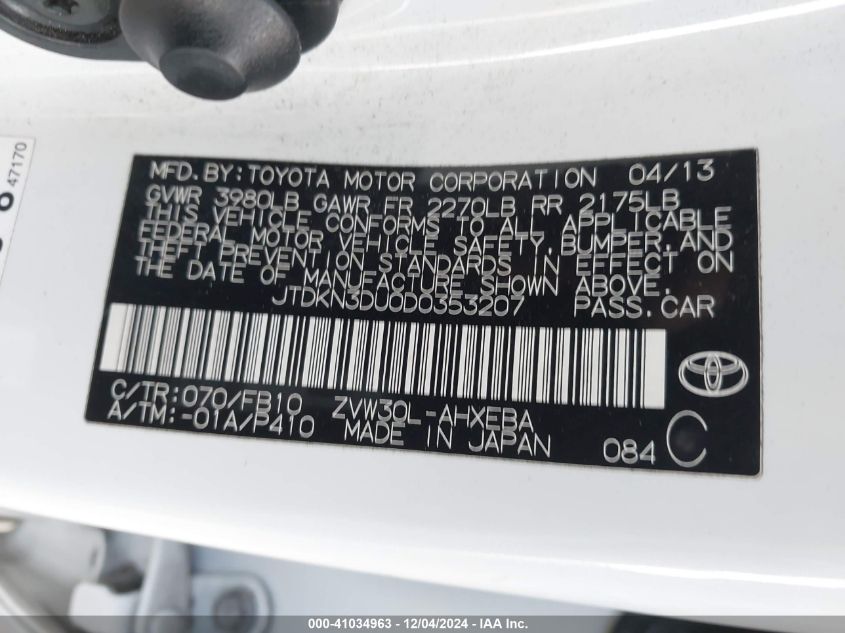 47170
MFD.BY:TOYOTA MOTOR CORPORATION 04/13
GVWR 3980LB GAWR FR 2270LB RR 2175LB
THIS VEHICLE CONFORMS TO ALL APPLICABLE
FEDERAL MOTOR VEHICLE SAFETY,BUMPER,AND
THEFT PREVENTION STANDARDS IN EFFECT ON
THE DATE OF MANUFACTURE SHOWN ABOVE.
JTDKN3DU0D0353207 PASS.CAR
C/TR:070/FB10 ZVW30L-AHXEBA
A/TM:-01A/P410 MADE IN JAPAN 084 C
000-41034963 - 12/04/2024 - IAA Inc.